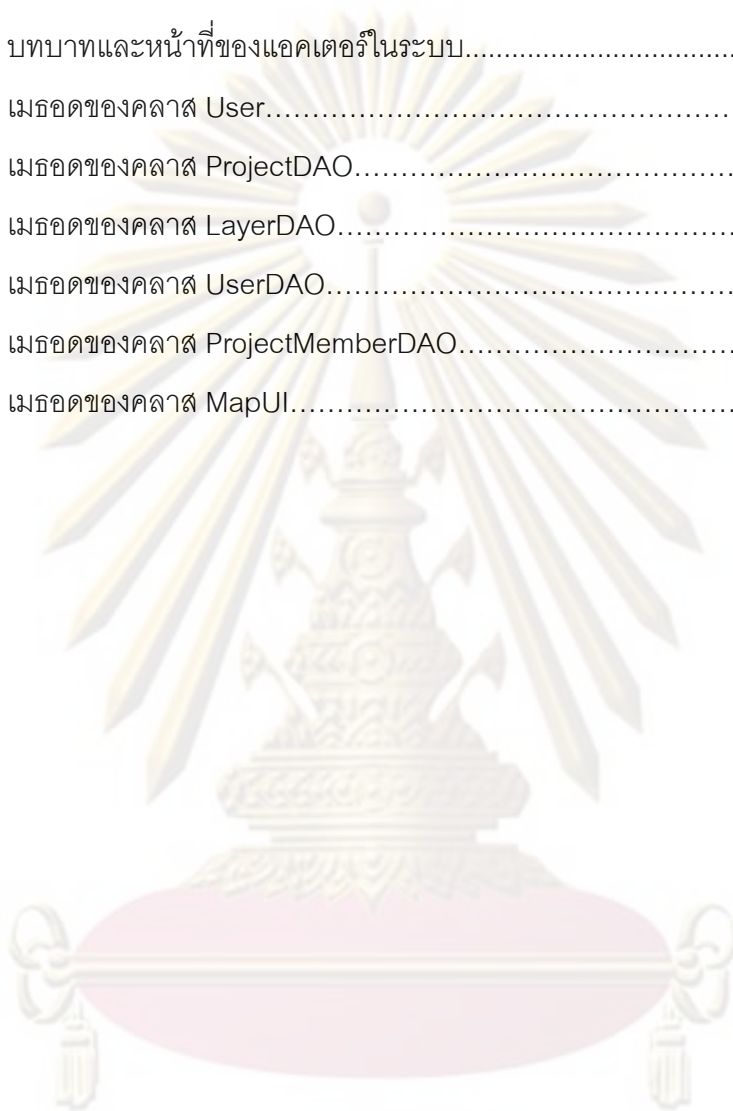 บทบาทและหน้าที่ของแอคเตอร์ในระบบ....................................
เมธอดของคลาส User………………………………………………
เมธอดของคลาส ProjectDAO……………………………………
เมธอดของคลาส LayerDAO………………………………………
เมธอดของคลาส UserDAO………………………………………
เมธอดของคลาส ProjectMemberDAO…………………………
เมธอดของคลาส MapUI……………………………………………